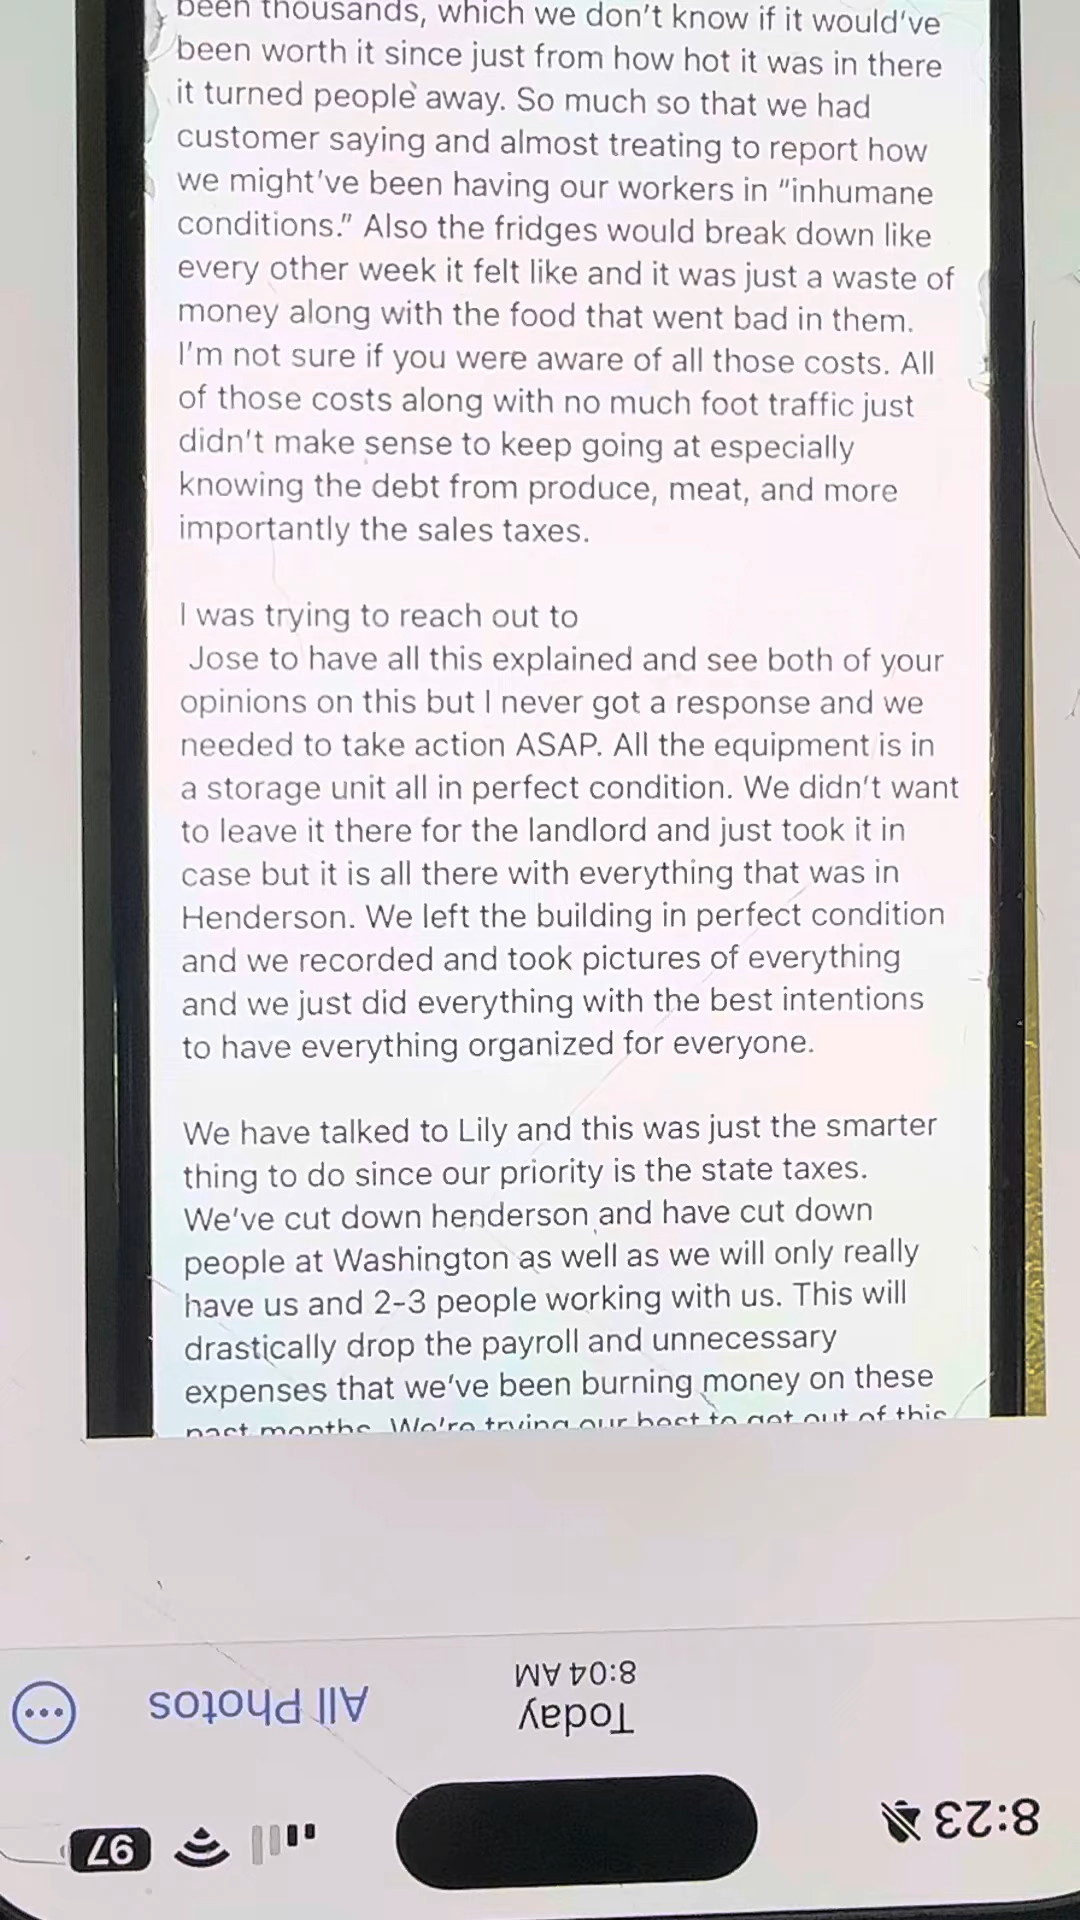 been thousands, which we don't know if it would've
been worth it since just from how hot it was in there
it turned people away. So much so that we had
customer saying and almost treating to report how
we might've been having our workers in "inhumane
conditions." Also the fridges would break down like
every other week it felt like and it was just a waste of
money along with the food that went bad in them.
I'm not sure if you were aware of all those costs. All
of those costs along with no much foot traffic just
didn't make sense to keep going at especially
knowing the debt from produce, meat, and more
importantly the sales taxes.
I was trying to reach out to
Jose to have all this explained and see both of your
opinions on this but I never got a response and we
needed to take action ASAP. All the equipment is in
a storage unit all in perfect condition. We didn't want
to leave it there for the landlord and just took it in
case but it is all there with everything that was in
Henderson. We left the building in perfect condition
and we recorded and took pictures of everything
and we just did everything with the best intentions
to have everything organized for everyone.
We have talked to Lily and this was just the smarter
thing to do since our priority is the state taxes.
We've cut down henderson and have cut down
people at Washington as well as we will only really
have us and 2-3 people working with us. This will
drastically drop the payroll and unnecessary
expenses that we've been burning money on these
past months. We're trying our best to get out of this
8:04 AM
Today
All Photos
8:23
97